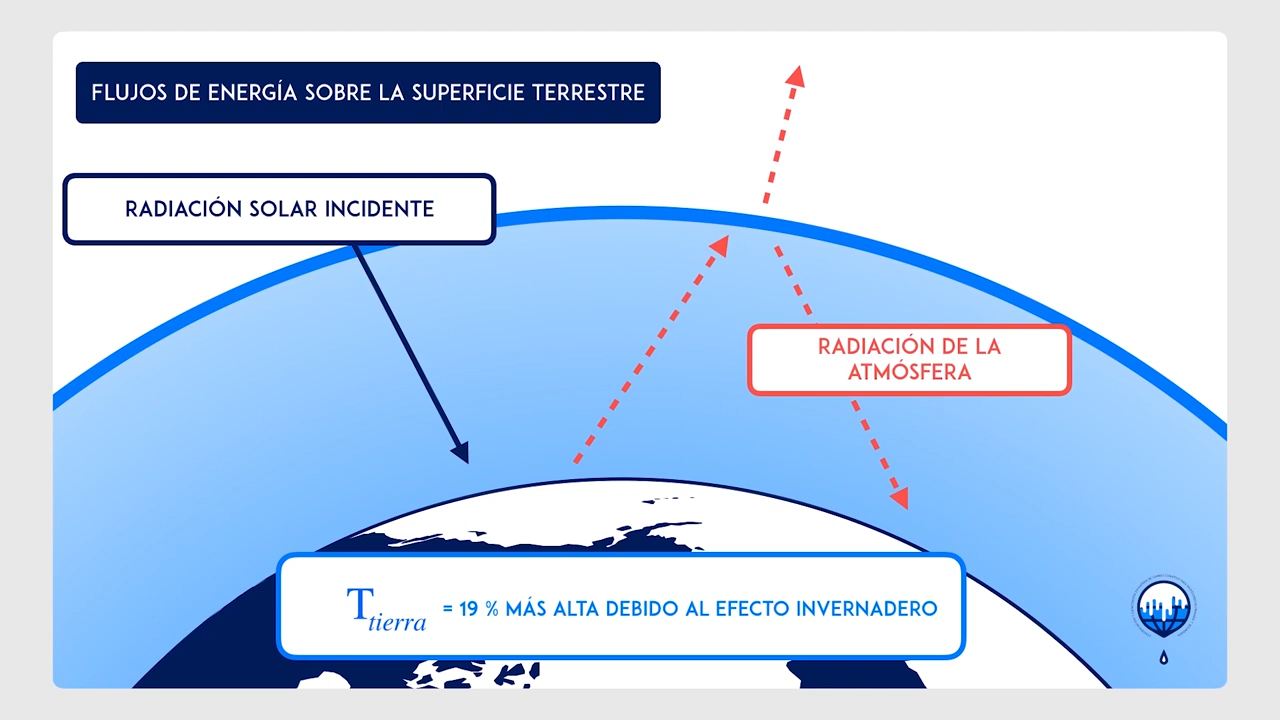 FLUJOS DE ENERGÍA SOBRE LA SUPERFICIE TERRESTRE
RADIACIÓN SOLAR INCIDENTE
RADIACIÓN DE LA
ATMÓSFERA
Ttierra = 19 % MÁS ALTA DEBIDO AL EFECTO INVERNADERO